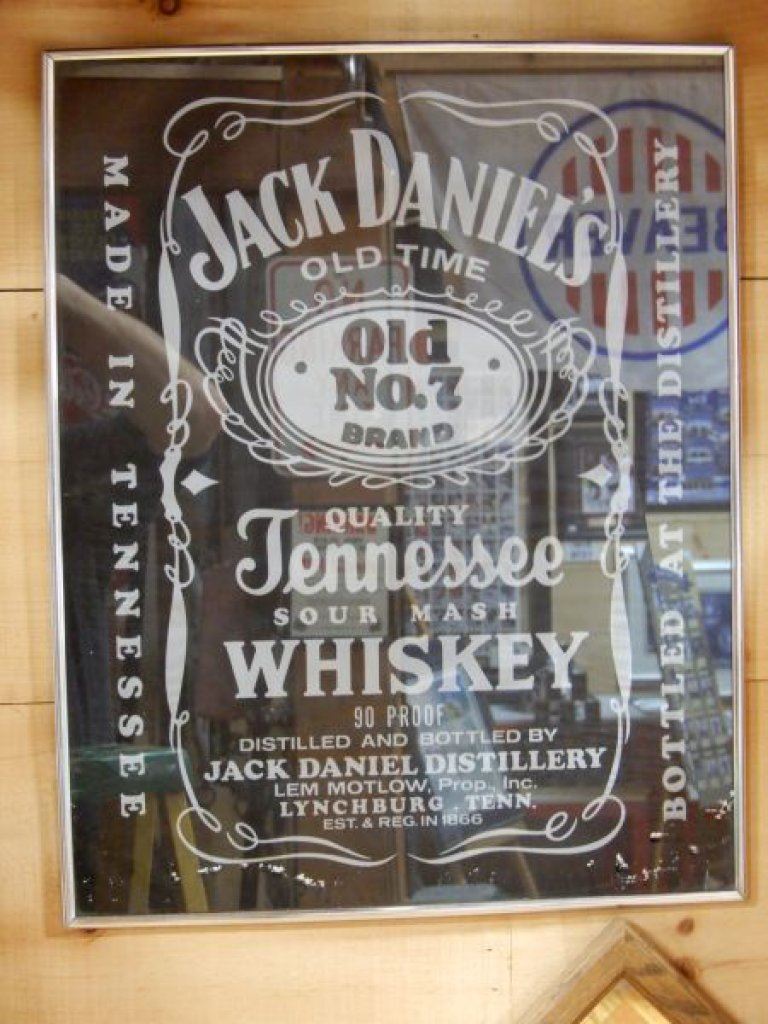 MADE IN TENNESSEE
JACK DANIEL'S
OLD TIME
Old
No.7
BRAND
QUALITY
Tennessee
SOUR MASH
WHISKEY
90 PROOF
DISTILLED AND BOTTLED BY
JACK DANIEL DISTILLERY
LEM MOTLOW, Prop., Inc.
LYNCHBURG . TENN.
EST. & REG. IN 1866
BOTTLED AT THE DISTILLERY
BEAVER